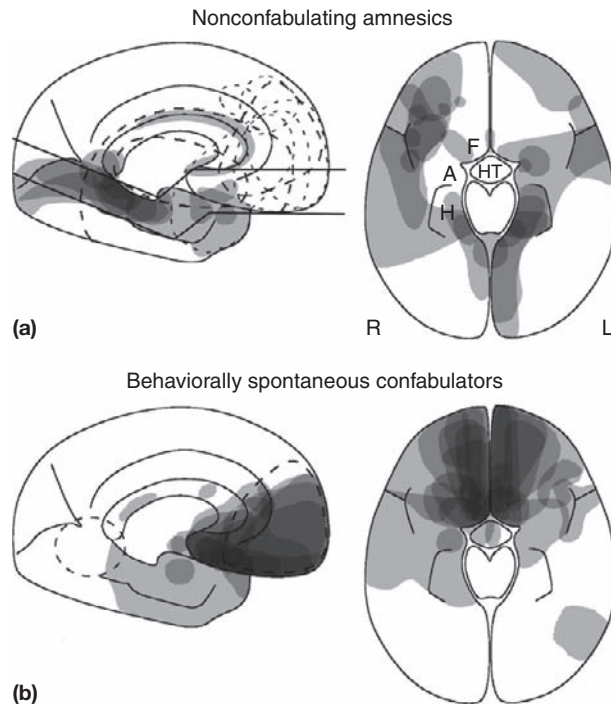 Nonconfabulating amnesics
F
A
HT
H
(a)
R
L
Behaviorally spontaneous confabulators
(b)